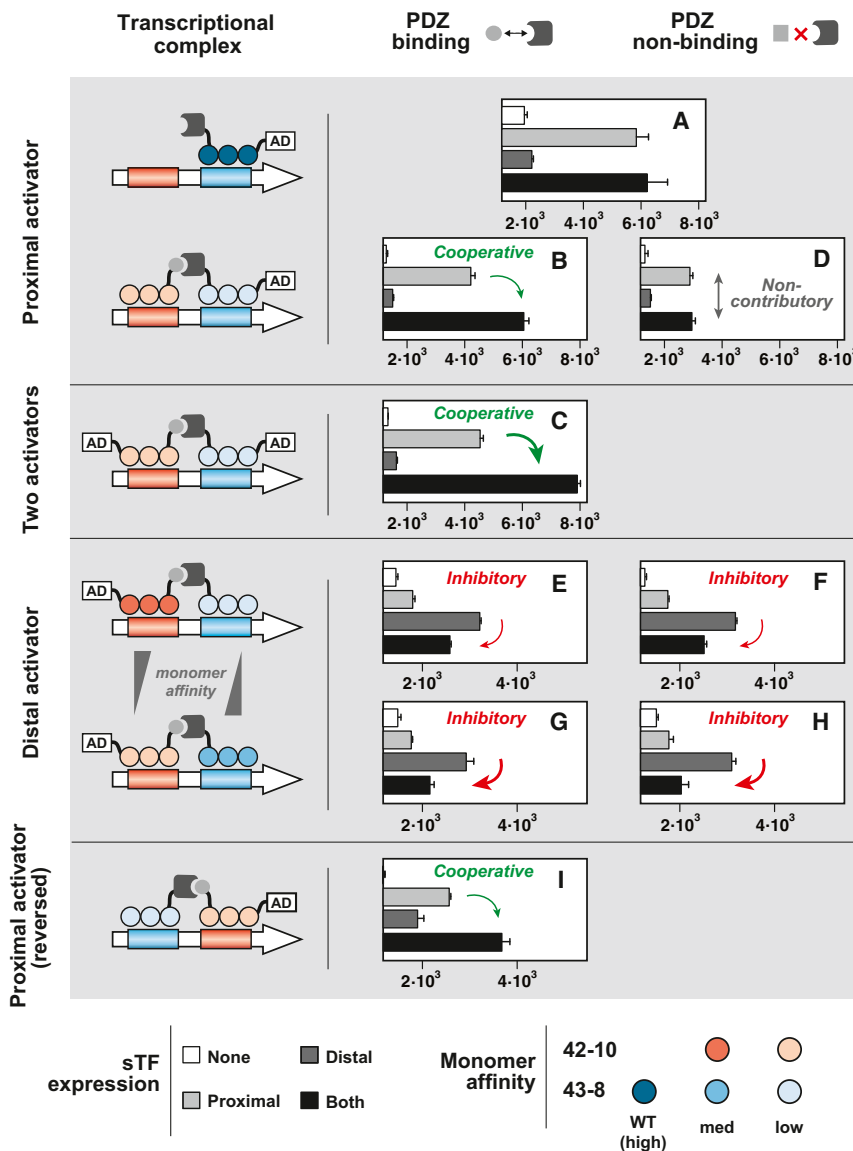 Transcriptional
complex
PDZ
binding
PDZ
non-binding
Proximal activator
AD
A
2·10³ 4·10³ 6·10³ 8·10³
AD
Cooperative
B
2·10³ 4·10³ 6·10³ 8·10³
D
Non-
contributory
2·10³ 4·10³ 6·10³ 8·10³
Two activators
AD
AD
Cooperative
C
2·10³ 4·10³ 6·10³ 8·10³
Distal activator
AD
Inhibitory
E
2·10³ 4·10³
Inhibitory
F
2·10³ 4·10³
monomer
affinity
AD
Inhibitory
G
2·10³ 4·10³
Inhibitory
H
2·10³ 4·10³
Proximal activator
(reversed)
AD
Cooperative
I
2·10³ 4·10³
sTF
expression
None
Distal
Proximal
Both
Monomer
affinity
42-10
43-8
WT
(high)
med
low